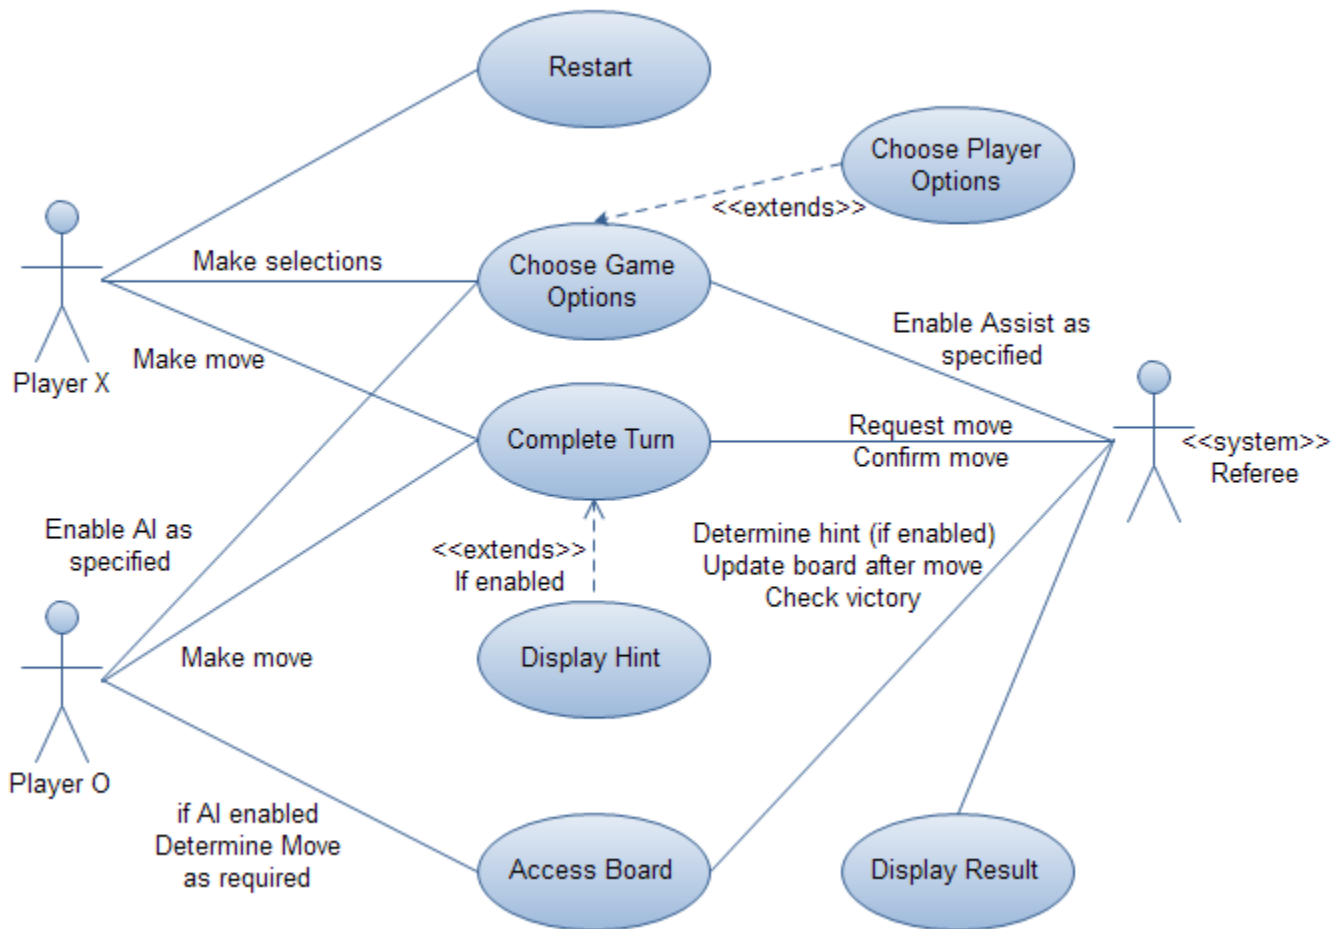 Restart
Choose Player
Options
<<extends>>
Make selections
Choose Game
Options
Enable Assist as
specified
Make move
Player X
Complete Turn
Request move
Confirm move
<<system>>
Referee
Enable AI as
specified
<<extends>>
If enabled
Determine hint (if enabled)
Update board after move
Check victory
Make move
Display Hint
Player O
if AI enabled
Determine Move
as required
Access Board
Display Result